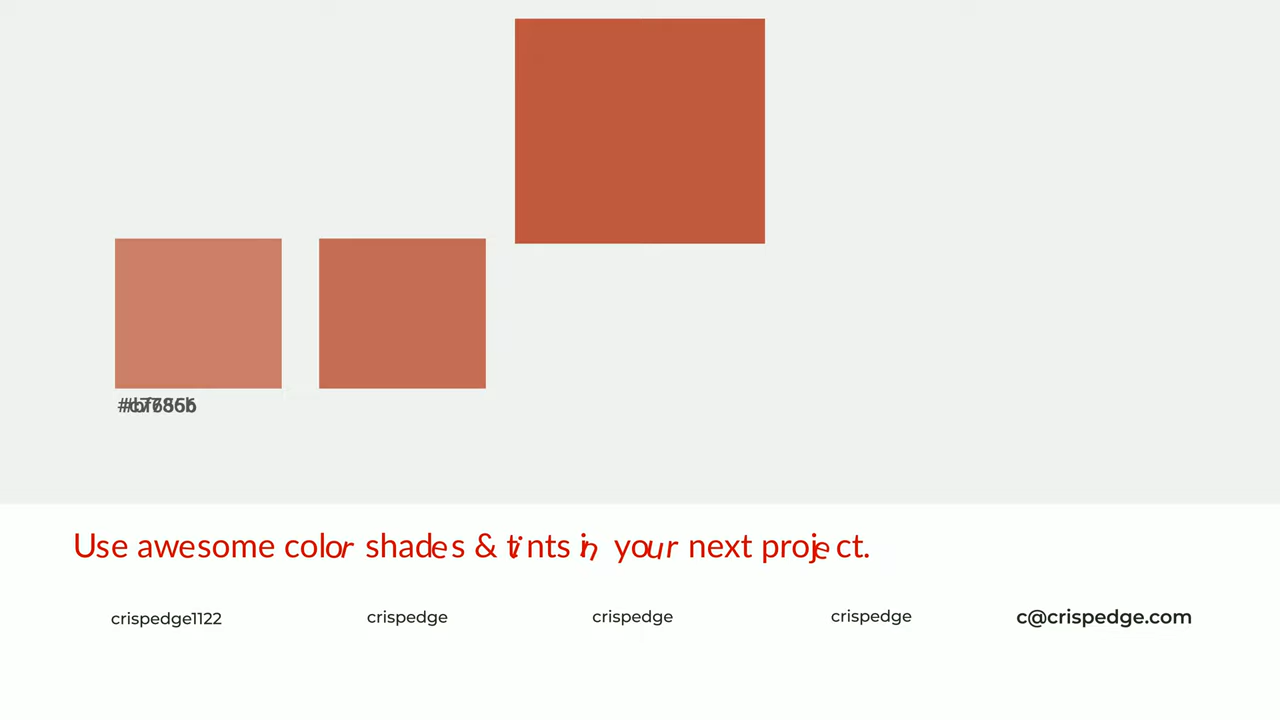 Use awesome color shades & tints in your next project.
crispedge1122 crispedge crispedge crispedge c@crispedge.com